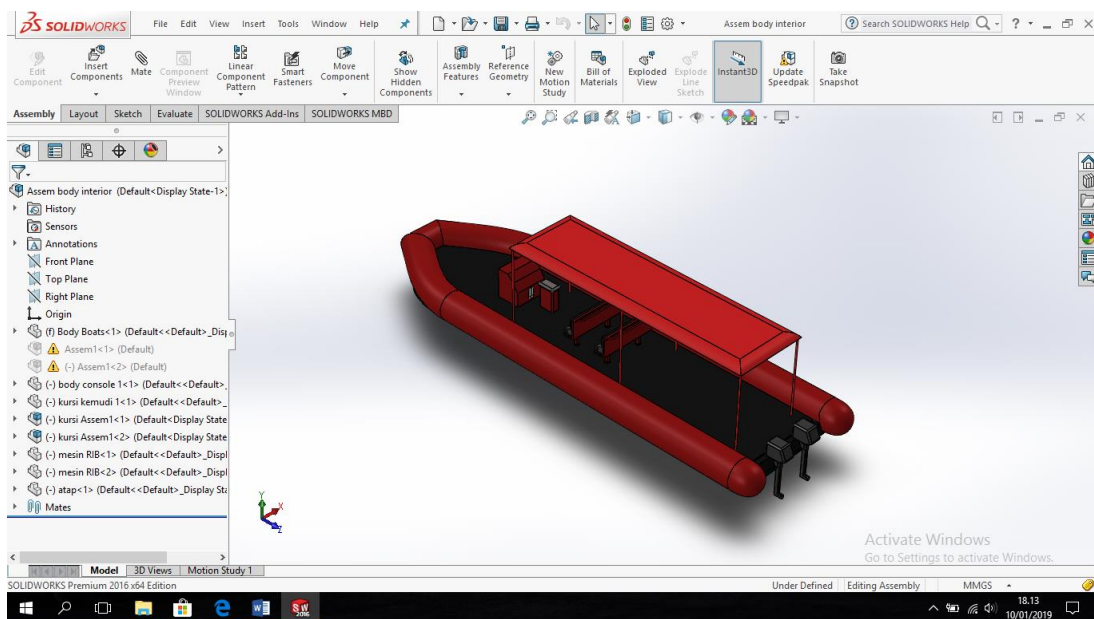 SOLIDWORKS File Edit View Insert Tools Window Help Assem body interior Search SOLIDWORKS Help ?
Edit Component
Insert Components
Mate
Component Preview Window
Linear Component Pattern
Smart Fasteners
Move Component
Show Hidden Components
Assembly Features
Reference Geometry
New Motion Study
Bill of Materials
Exploded View
Explode Line Sketch
Instant3D
Update Speedpak
Take Snapshot
Assembly Layout Sketch Evaluate SOLIDWORKS Add-Ins SOLIDWORKS MBD
Assem body interior (Default<Display State-1>)
History
Sensors
Annotations
Front Plane
Top Plane
Right Plane
Origin
(f) Body Boats<1> (Default<<Default>_Disp
Assem1<1> (Default)
(-) Assem1<2> (Default)
(-) body console 1<1> (Default<<Default>_
(-) kursi kemudi 1<1> (Default<<Default>_
(-) kursi Assem1<1> (Default<Display State
(-) kursi Assem1<2> (Default<Display State
(-) mesin RIB<1> (Default<<Default>_Displ
(-) mesin RIB<2> (Default<<Default>_Displ
(-) atap<1> (Default<<Default>_Display Sta
Mates
Y
X
Z
Activate Windows
Go to Settings to activate Windows.
Model 3D Views Motion Study 1
SOLIDWORKS Premium 2016 x64 Edition Under Defined Editing Assembly MMGS
SW 2016
18.13
10/01/2019